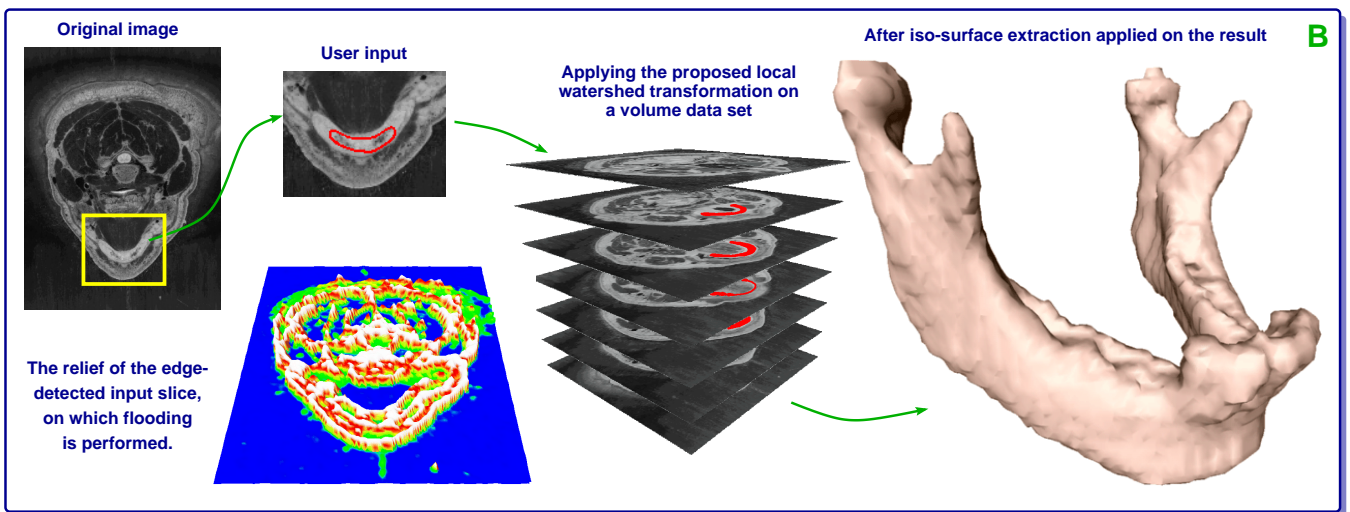 Original image
User input
Applying the proposed local
watershed transformation on
a volume data set
After iso-surface extraction applied on the result
B
The relief of the edge-
detected input slice,
on which flooding
is performed.